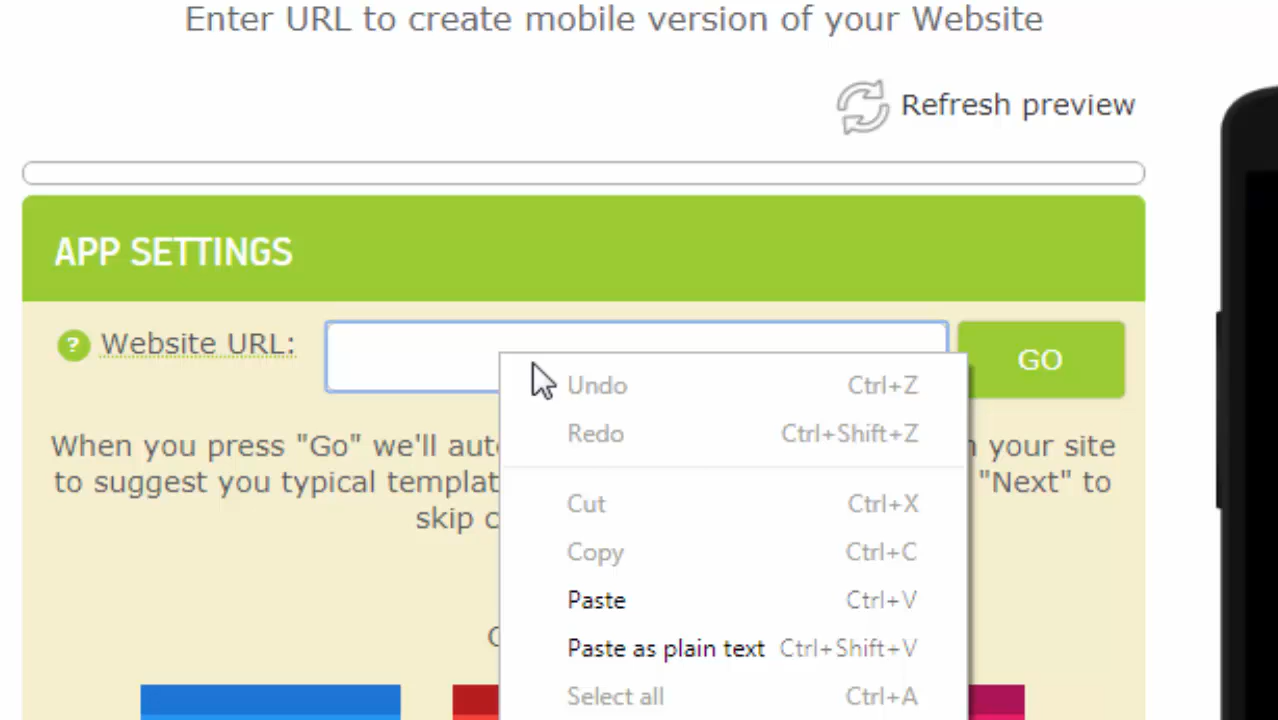 Enter URL to create mobile version of your Website
Refresh preview
APP SETTINGS
? Website URL:
GO
Undo Ctrl+Z
Redo Ctrl+Shift+Z
When you press "Go" we'll your site
to suggest you typical "Next" to
skip
Cut Ctrl+X
Copy Ctrl+C
Paste Ctrl+V
Paste as plain text Ctrl+Shift+V
Select all Ctrl+A